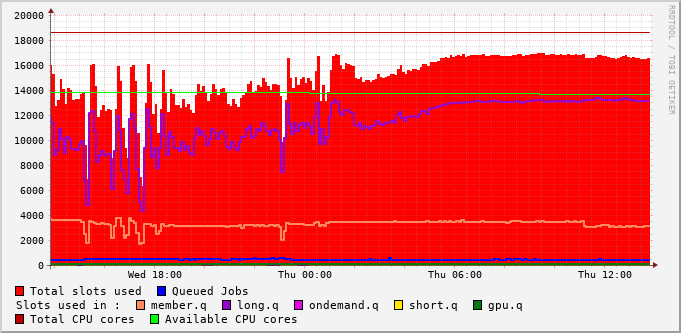 20000
18000
16000
14000
12000
10000
8000
6000
4000
2000
0
Wed 18:00 Thu 00:00 Thu 06:00 Thu 12:00
Total slots used Queued Jobs
Slots used in : member.q long.q ondemand.q short.q gpu.q
Total CPU cores Available CPU cores
RRDTOOL / TOBI OETIKER